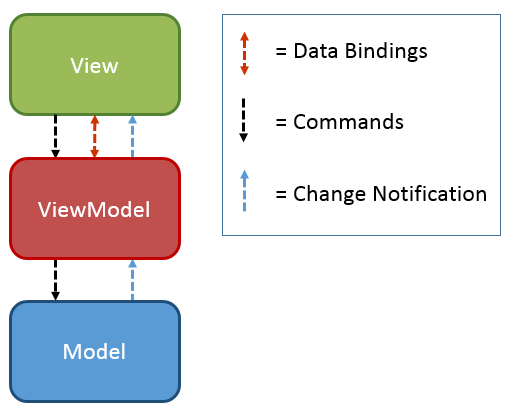 View
ViewModel
Model
= Data Bindings
= Commands
= Change Notification